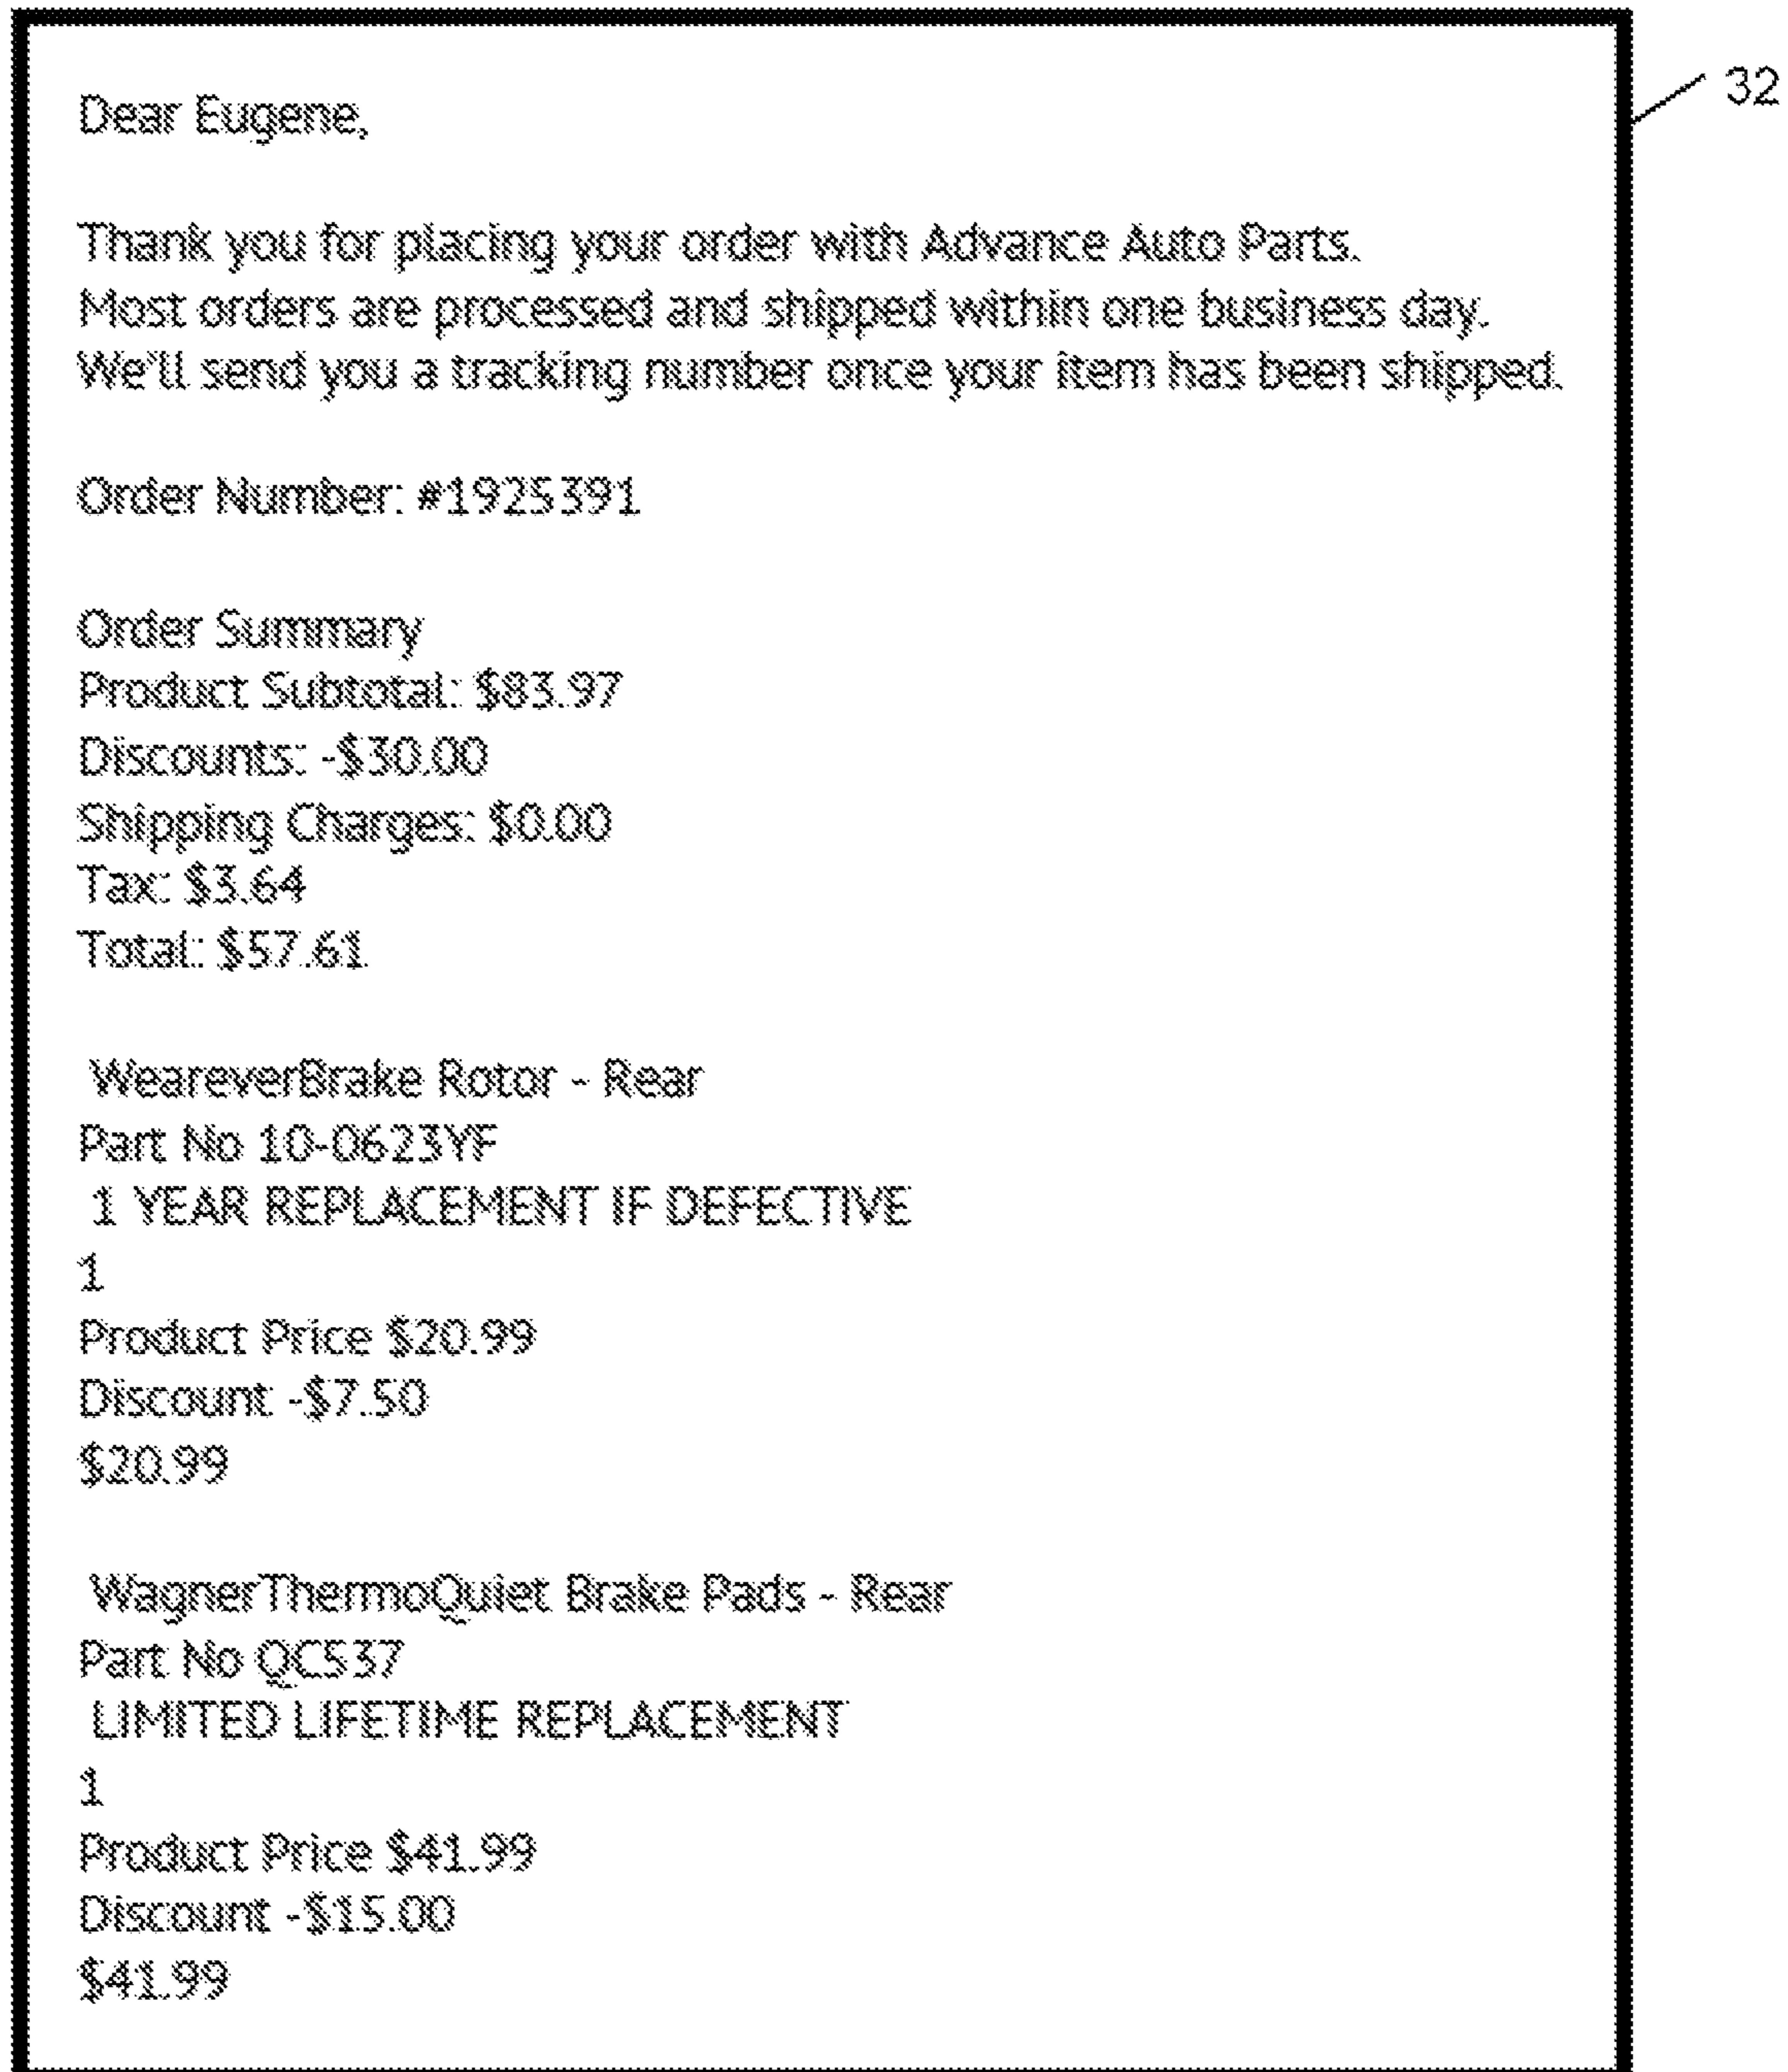 32
Dear Eugene,
Thank you for placing your order with Advance Auto Parts.
Most orders are processed and shipped within one business day.
We'll send you a tracking number once your item has been shipped.
Order Number: #1925391
Order Summary
Product Subtotal: $83.97
Discounts: -$30.00
Shipping Charges: $0.00
Tax: $3.64
Total: $57.61
WeareverBrake Rotor - Rear
Part No 10-0623YF
1 YEAR REPLACEMENT IF DEFECTIVE
1
Product Price $20.99
Discount -$7.50
$20.99
WagnerThermoQuiet Brake Pads - Rear
Part No QC537
LIMITED LIFETIME REPLACEMENT
1
Product Price $41.99
Discount -$15.00
$41.99